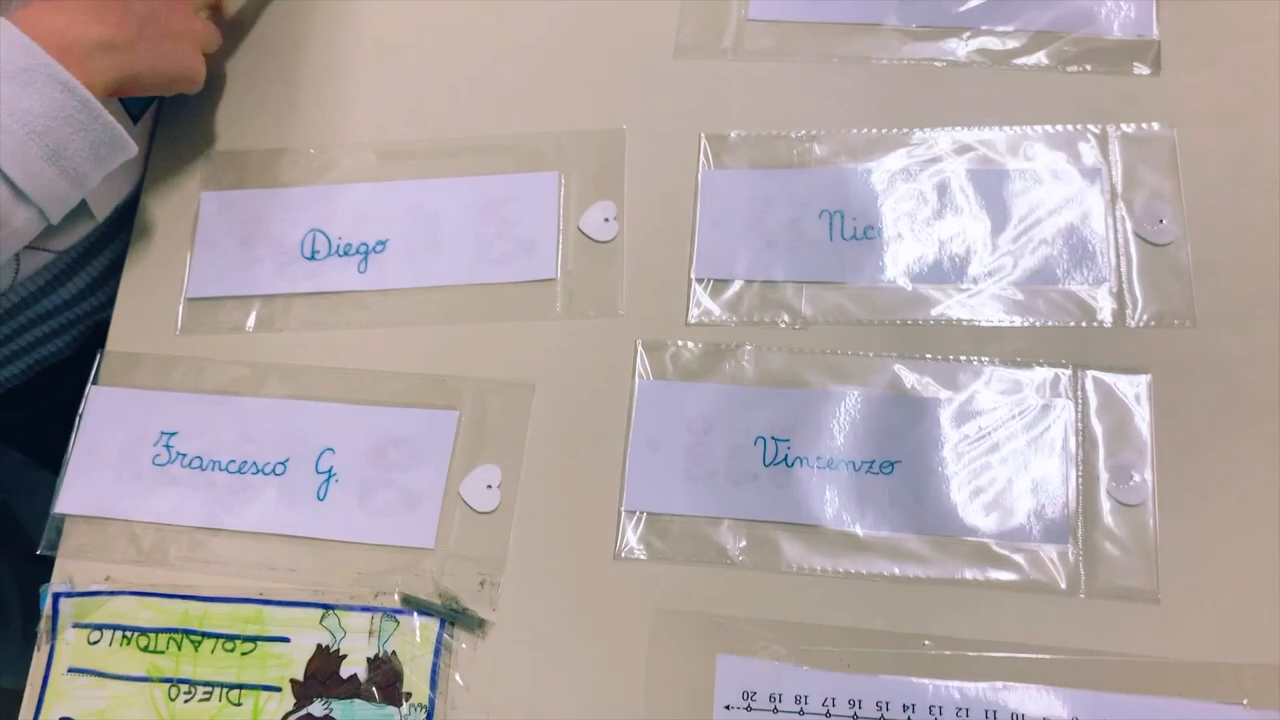 Diego
Francesco G.
Vincenzo
COLANTONIO
DIEGO
20 19 18 17 16 15 14 13 12 11 10